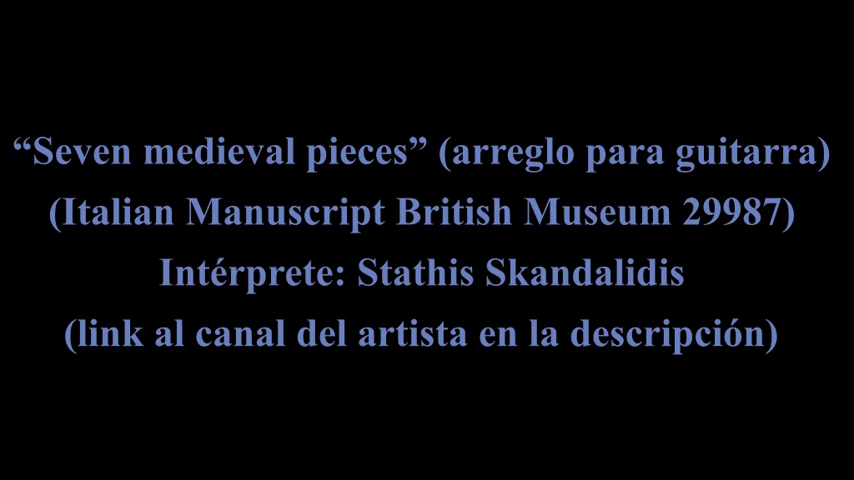 “Seven medieval pieces” (arreglo para guitarra)
(Italian Manuscript British Museum 29987)
Intérprete: Stathis Skandalidis
(link al canal del artista en la descripción)